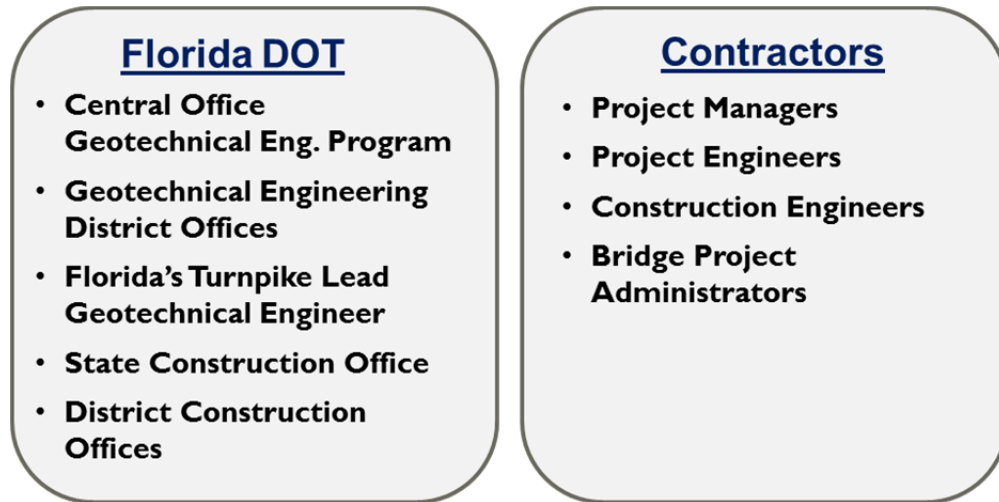 Florida DOT
• Central Office
Geotechnical Eng. Program
• Geotechnical Engineering
District Offices
• Florida's Turnpike Lead
Geotechnical Engineer
• State Construction Office
• District Construction
Offices
Contractors
• Project Managers
• Project Engineers
• Construction Engineers
• Bridge Project
Administrators